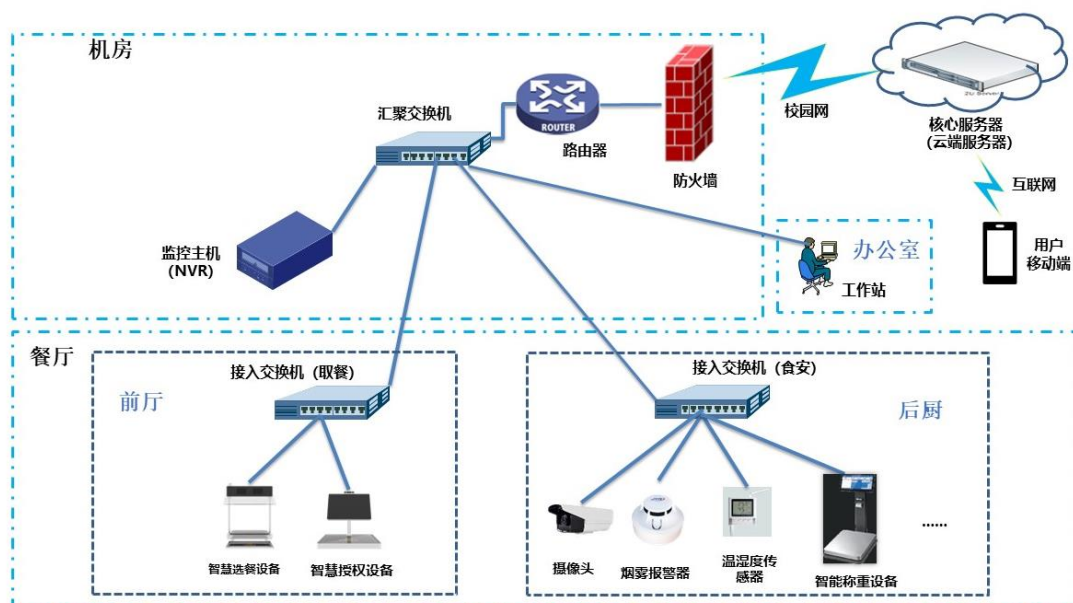 机房
汇聚交换机
ROUTER
路由器
防火墙
校园网
核心服务器
(云端服务器)
互联网
用户
移动端
监控主机
(NVR)
办公室
工作站
餐厅
接入交换机（取餐）
前厅
智慧选餐设备
智慧授权设备
接入交换机（食安）
后厨
摄像头
烟雾报警器
温湿度传
感器
智能称重设备
......